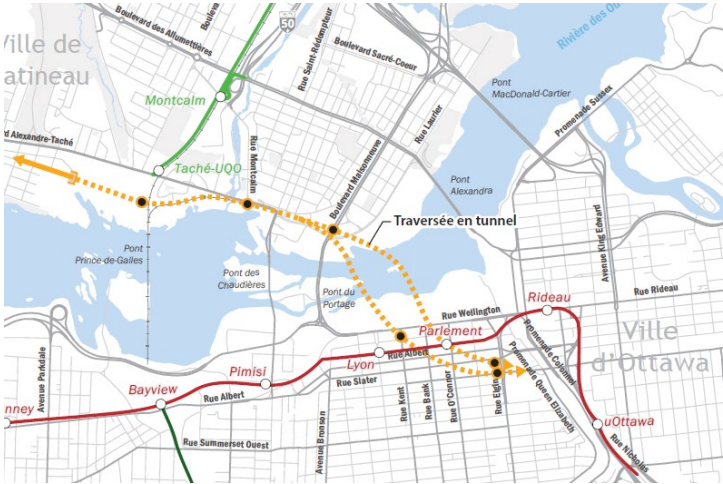 Ville de
atineau
Boulevard des Allumettières
Boulevard
50
Rue Saint-Rédempteur
Boulevard Sacré-Coeur
Rivière des Ou
Pont
MacDonald-Cartier
Promenade Sussex
Montcalm
rd Alexandre-Taché
Taché-UQO
Rue Montcalm
Boulevard Maisonneuve
Rue Laurier
Pont
Alexandra
Traversée en tunnel
Avenue King Edward
Pont
Prince-de-Galles
Pont des
Chaudières
Pont du
Portage
Rue Rideau
Rue Wellington
Rideau
Ville
d'Ottawa
Parlement
Promenade Colonel
Promenade Queen Elizabeth
Avenue Parkdale
Pimisi
Lyon
Rue Albert
Rue Slater
Bayview
Rue Albert
nney
Rue Kent
Rue Bank
Rue O'Connor
Rue Elgin
Avenue Bronson
Rue Summerset Ouest
uOttawa
Rue Nicholas